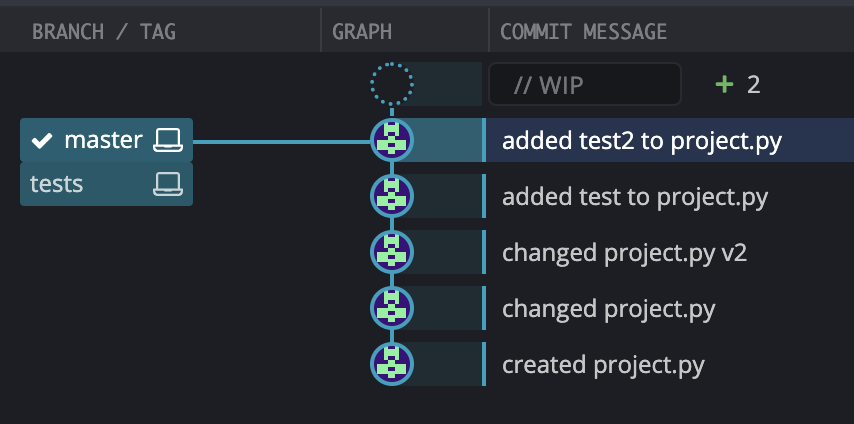 BRANCH / TAG GRAPH COMMIT MESSAGE
// WIP + 2
master added test2 to project.py
tests
added test to project.py
changed project.py v2
changed project.py
created project.py